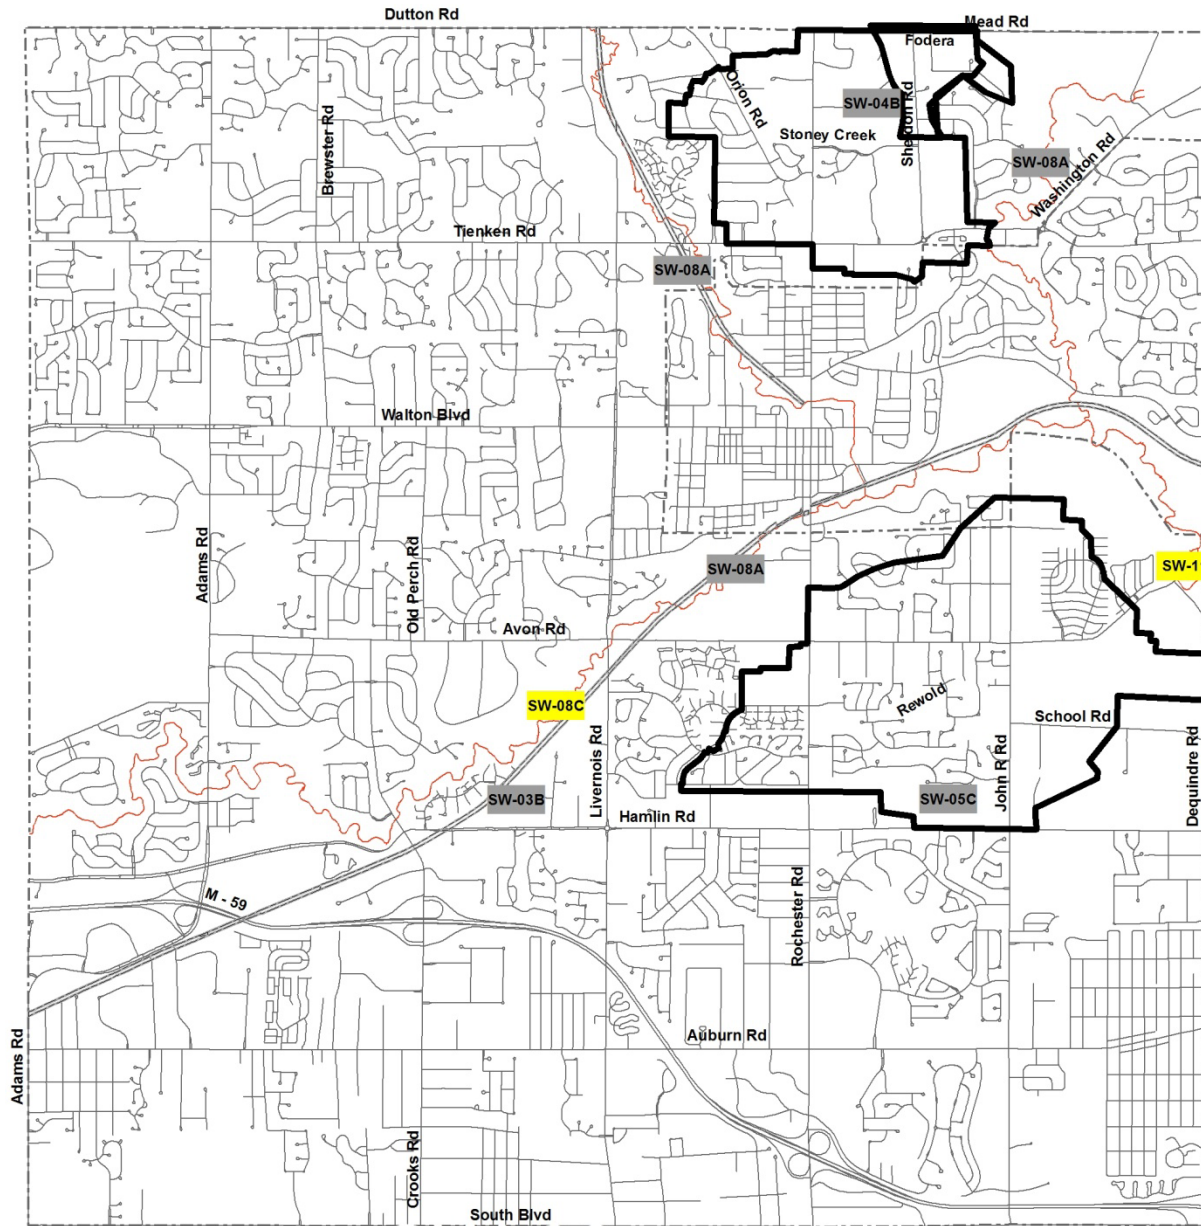 Dutton Rd
Mead Rd
Fodera
Orion Rd
SW-04B
Sheldon Rd
Stoney Creek
Brewster Rd
SW-08A
Washington Rd
Tienken Rd
SW-08A
Walton Blvd
Adams Rd
Old Perch Rd
SW-08A
SW-1
Avon Rd
SW-08C
Rewold
School Rd
Livernois Rd
John R Rd
Dequindre Rd
SW-03B
SW-05C
Hamlin Rd
M - 59
Rochester Rd
Auburn Rd
Adams Rd
Crooks Rd
South Blvd